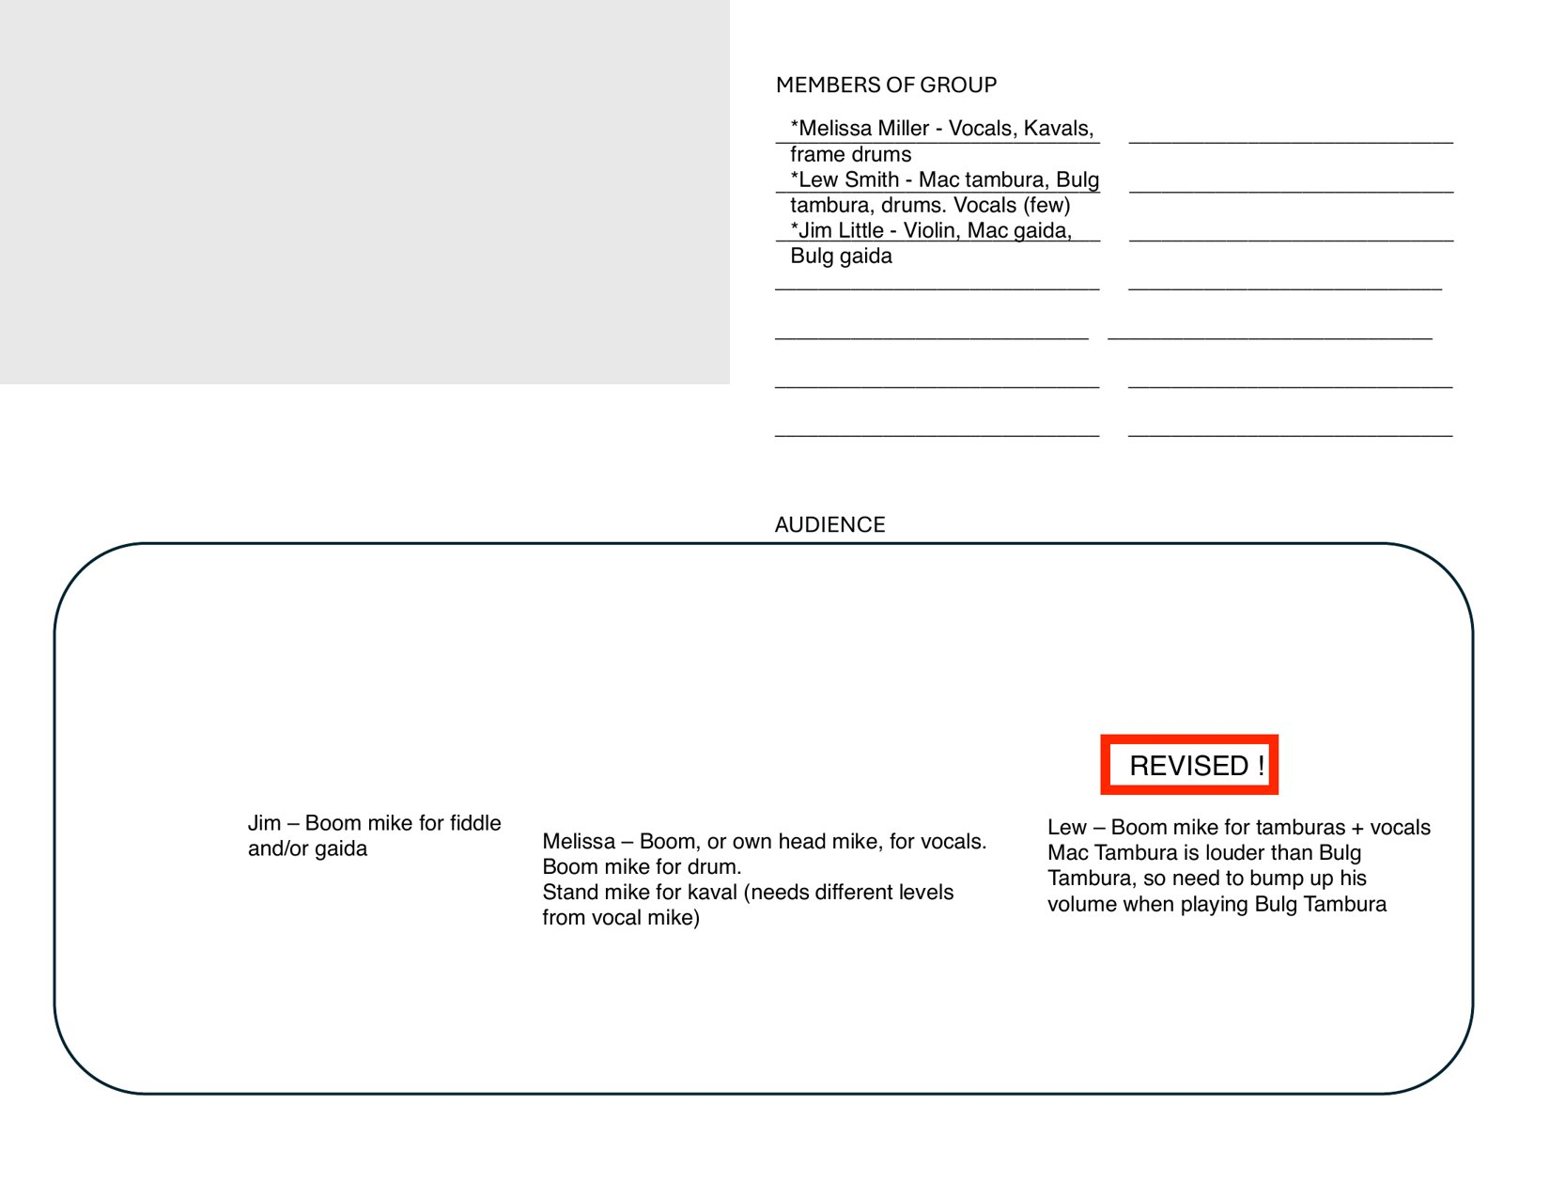 MEMBERS OF GROUP
*Melissa Miller - Vocals, Kavals,
frame drums
*Lew Smith - Mac tambura, Bulg
tambura, drums. Vocals (few)
*Jim Little - Violin, Mac gaida,
Bulg gaida
AUDIENCE
REVISED !
Jim – Boom mike for fiddle
and/or gaida
Melissa – Boom, or own head mike, for vocals.
Boom mike for drum.
Stand mike for kaval (needs different levels
from vocal mike)
Lew – Boom mike for tamburas + vocals
Mac Tambura is louder than Bulg
Tambura, so need to bump up his
volume when playing Bulg Tambura